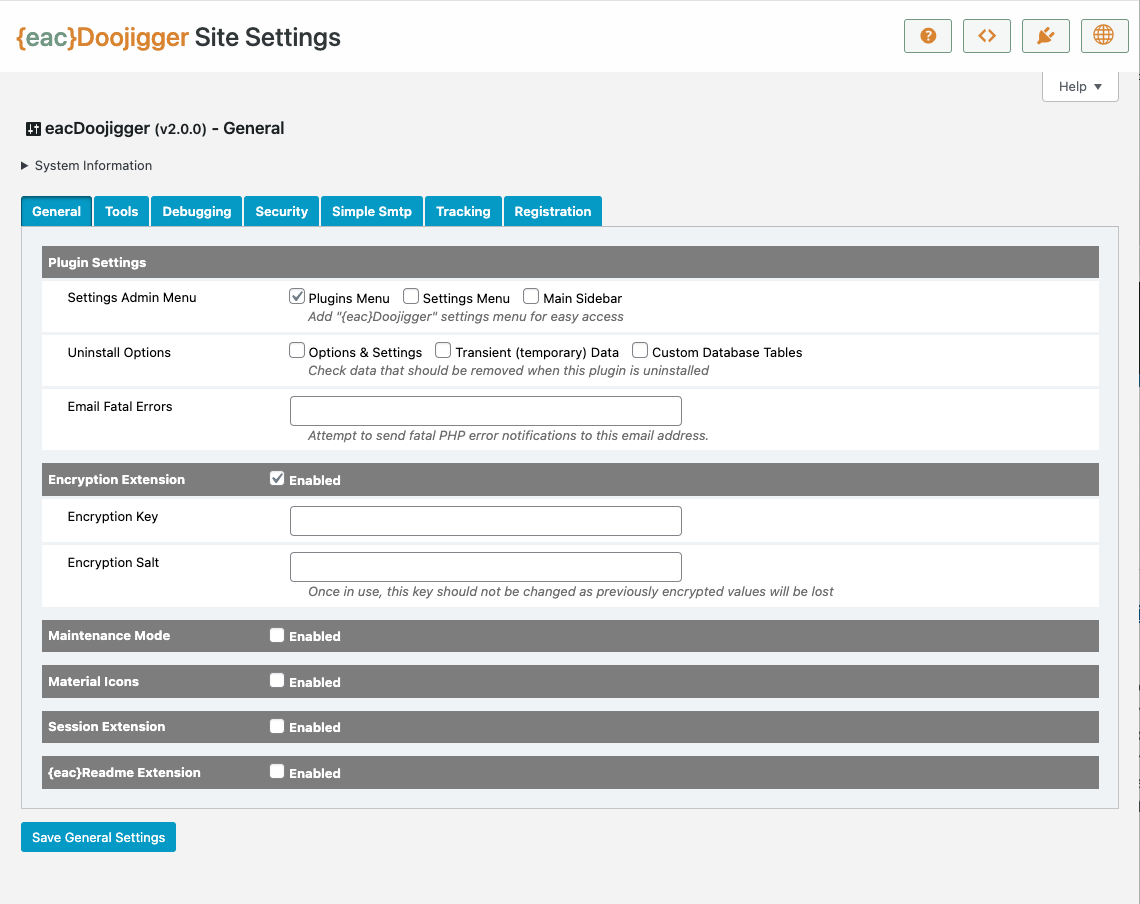 {eac}Doojigger Site Settings
Help ▼
eacDoojigger (v2.0.0) - General
▶ System Information
General Tools Debugging Security Simple Smtp Tracking Registration
Plugin Settings
Settings Admin Menu Plugins Menu Settings Menu Main Sidebar
Add "{eac}Doojigger" settings menu for easy access
Uninstall Options Options & Settings Transient (temporary) Data Custom Database Tables
Check data that should be removed when this plugin is uninstalled
Email Fatal Errors
Attempt to send fatal PHP error notifications to this email address.
Encryption Extension Enabled
Encryption Key
Encryption Salt
Once in use, this key should not be changed as previously encrypted values will be lost
Maintenance Mode Enabled
Material Icons Enabled
Session Extension Enabled
{eac}Readme Extension Enabled
Save General Settings